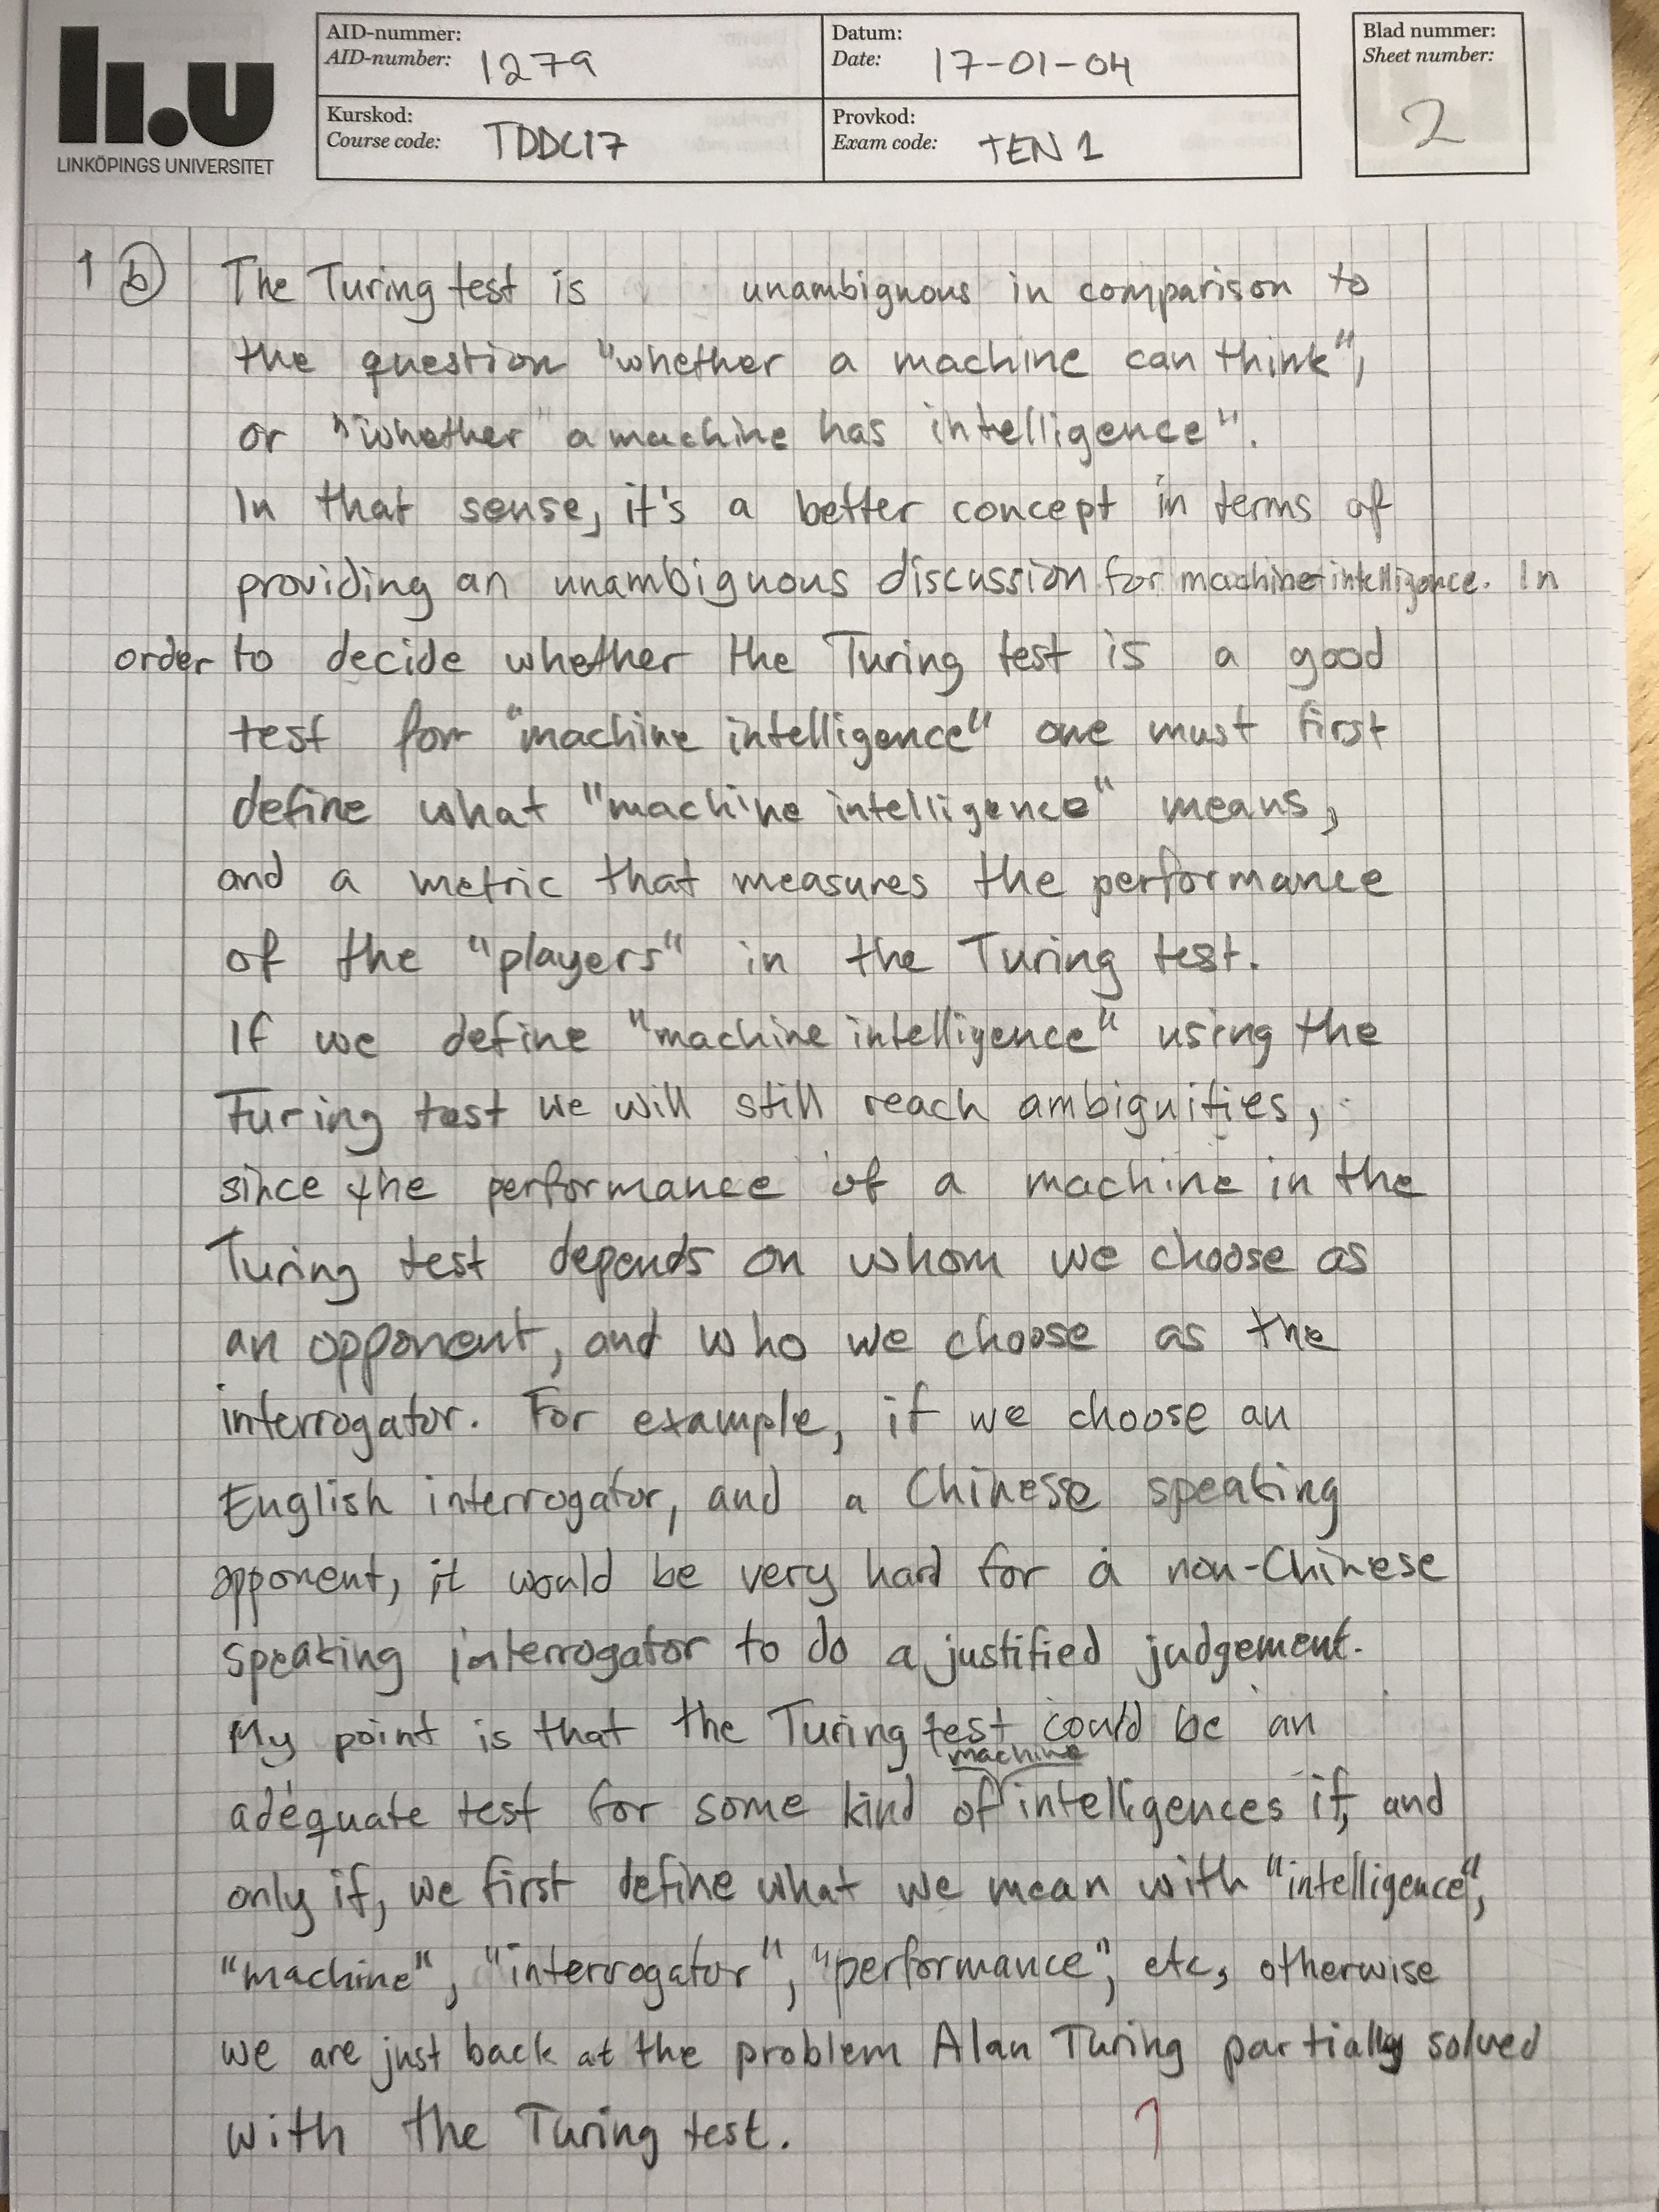 li.u
LINKÖPINGS UNIVERSITET
AID-nummer:
AID-number: 1279
Datum:
Date: 17-01-04
Blad nummer:
Sheet number:
2
Kurskod:
Course code: TDDC17
Provkod:
Exam code: TEN 1
1 b The Turing test is unambiguous in comparison to
the question "whether a machine can think",
or "whether" a machine has intelligence".
In that sense, it's a better concept in terms of
providing an unambiguous discussion for machine intelligence. In
order to decide whether the Turing test is a good
test for "machine intelligence" one must first
define what "machine intelligence" means,
and a metric that measures the performance
of the "players" in the Turing test.
If we define "machine intelligence" using the
Turing test we will still reach ambiguities,
since the performance of a machine in the
Turing test depends on whom we choose as
an opponent, and who we choose as the
interrogator. For example, if we choose an
English interrogator, and a Chinese speaking
opponent, it would be very hard for a non-Chinese
speaking interrogator to do a justified judgement.
My point is that the Turing test could be an
adequate test for some kind of machine intelligences if, and
only if, we first define what we mean with "intelligence",
"machine", "interrogator", "performance", etc, otherwise
we are just back at the problem Alan Turing partially solved
with the Turing test.
1